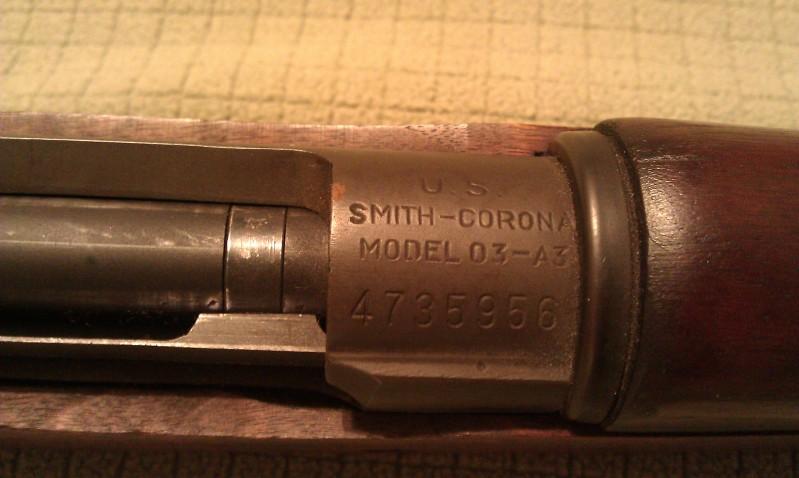 U.S.
SMITH-CORONA
MODEL 03-A3
4735956